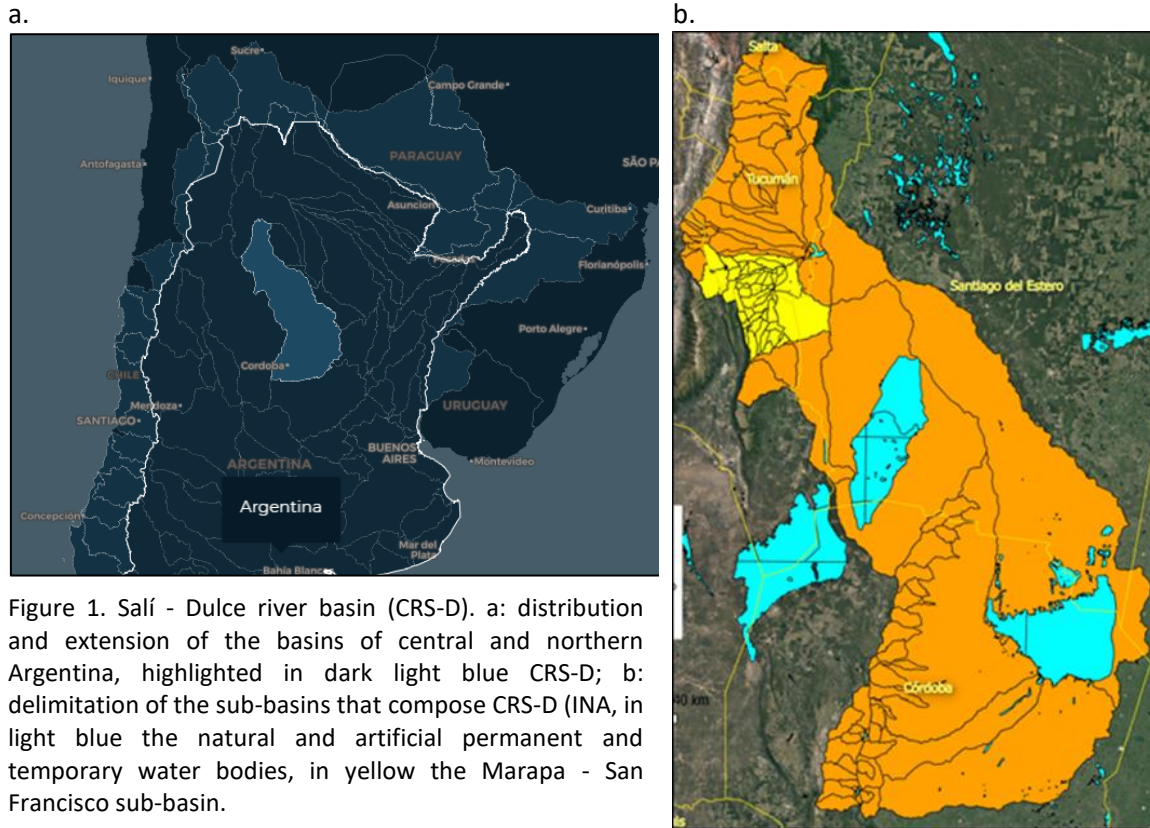 a.
Sucre
Iquique
Campo Grande
PARAGUAY
Antofagasta
SÃO PA
Asuncion
Curitiba
Posadas
Florianópolis
Porto Alegre
Cordoba
CHILE
Mendoza
SANTIAGO
URUGUAY
BUENOS
AIRES
Montevideo
ARGENTINA
Argentina
Concepción
Mar del
Plata
Bahía Blanca
Figure 1. Salí - Dulce river basin (CRS-D). a: distribution
and extension of the basins of central and northern
Argentina, highlighted in dark light blue CRS-D; b:
delimitation of the sub-basins that compose CRS-D (INA, in
light blue the natural and artificial permanent and
temporary water bodies, in yellow the Marapa - San
Francisco sub-basin.
b.
Salta
Tucumán
Santiago del Estero
Córdoba
40 km
uis